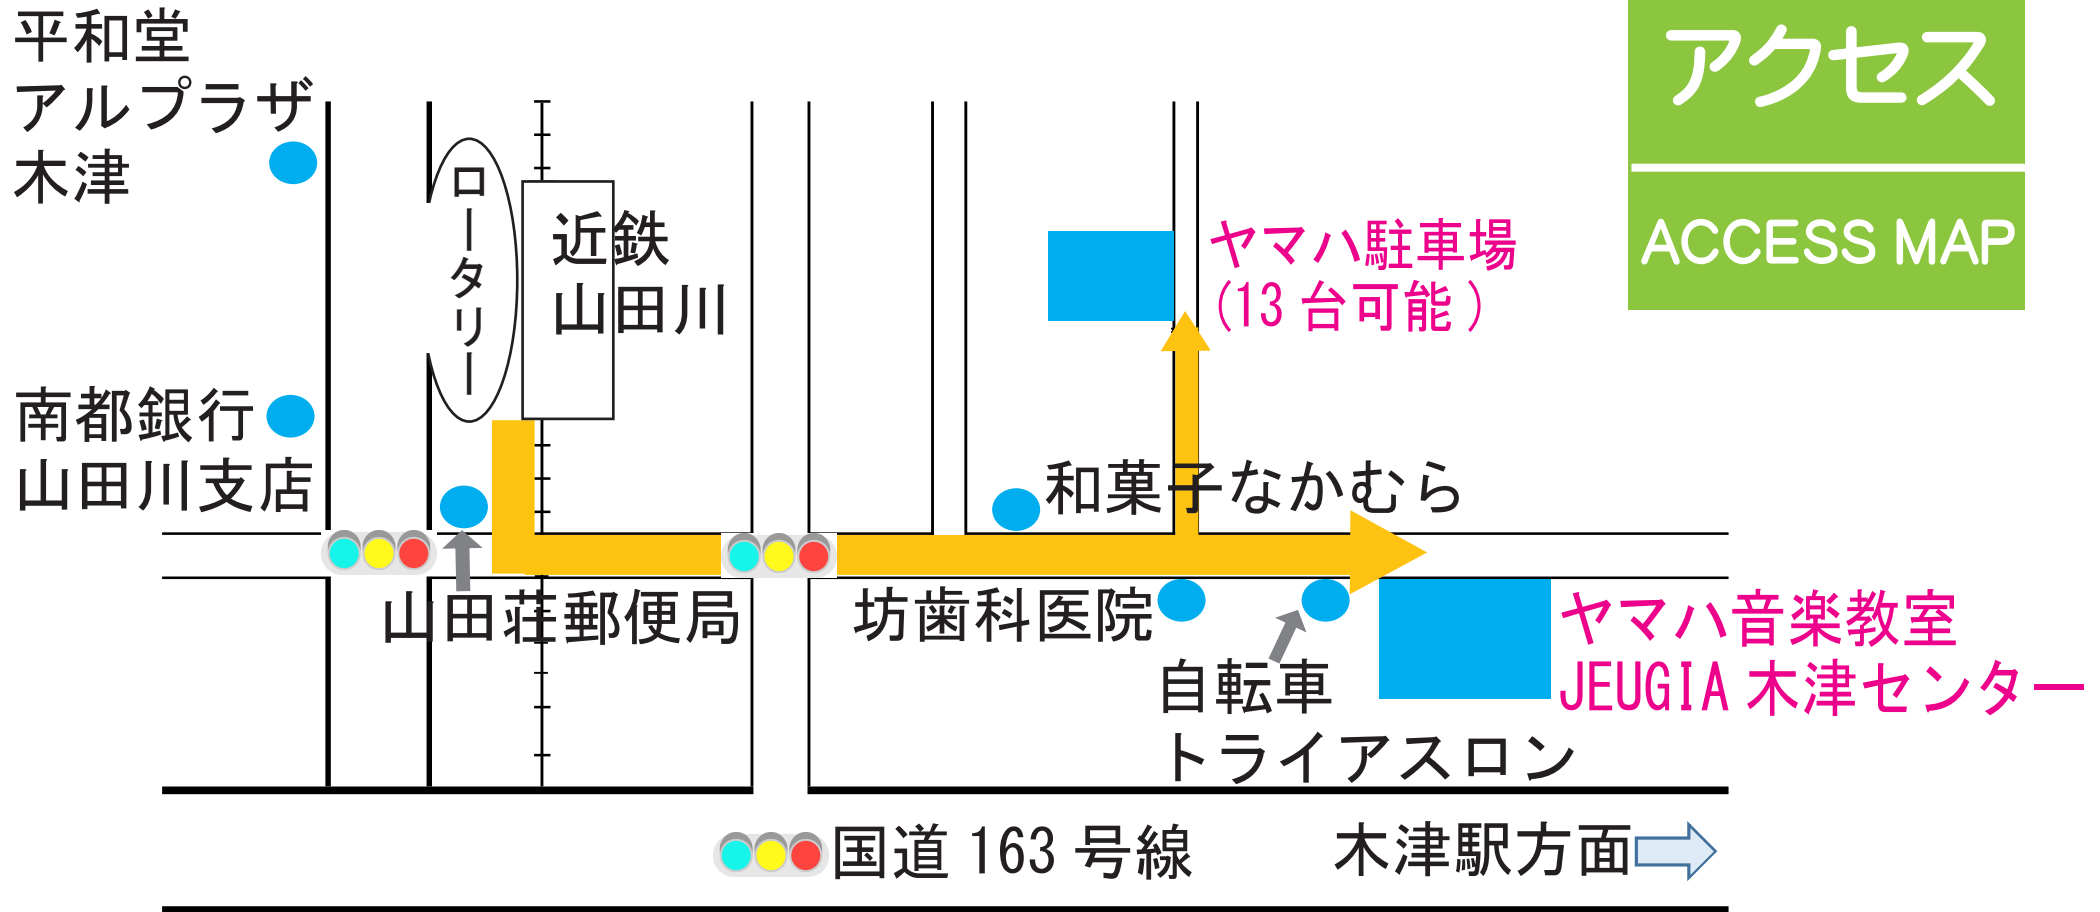 平和堂
アルプラザ
木津
アクセス
ACCESS MAP
ロータリー
近鉄
山田川
ヤマハ駐車場
(13台可能)
南都銀行
山田川支店
和菓子なかむら
山田荘郵便局
坊歯科医院
自転車
トライアスロン
ヤマハ音楽教室
JEUGIA 木津センター
国道 163 号線
木津駅方面